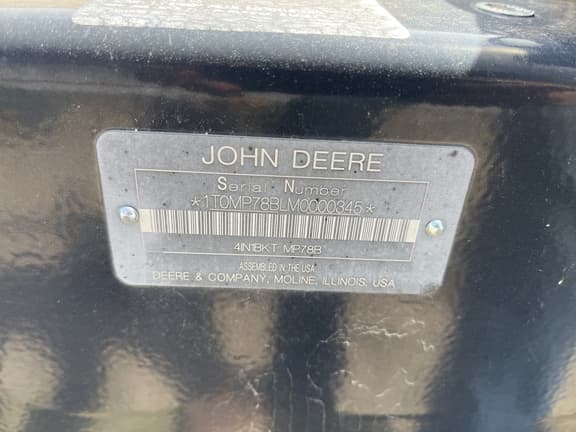 JOHN DEERE
Serial Number
*1T0MP78BLM0000345*
4IN1BKT MP78B
ASSEMBLED IN THE USA
DEERE & COMPANY, MOLINE, ILLINOIS, USA